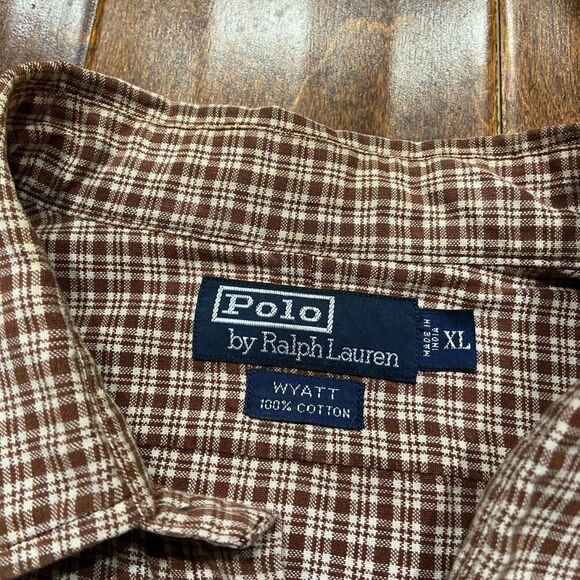 Polo
by Ralph Lauren
MADE IN
INDIA
XL
WYATT
100% COTTON